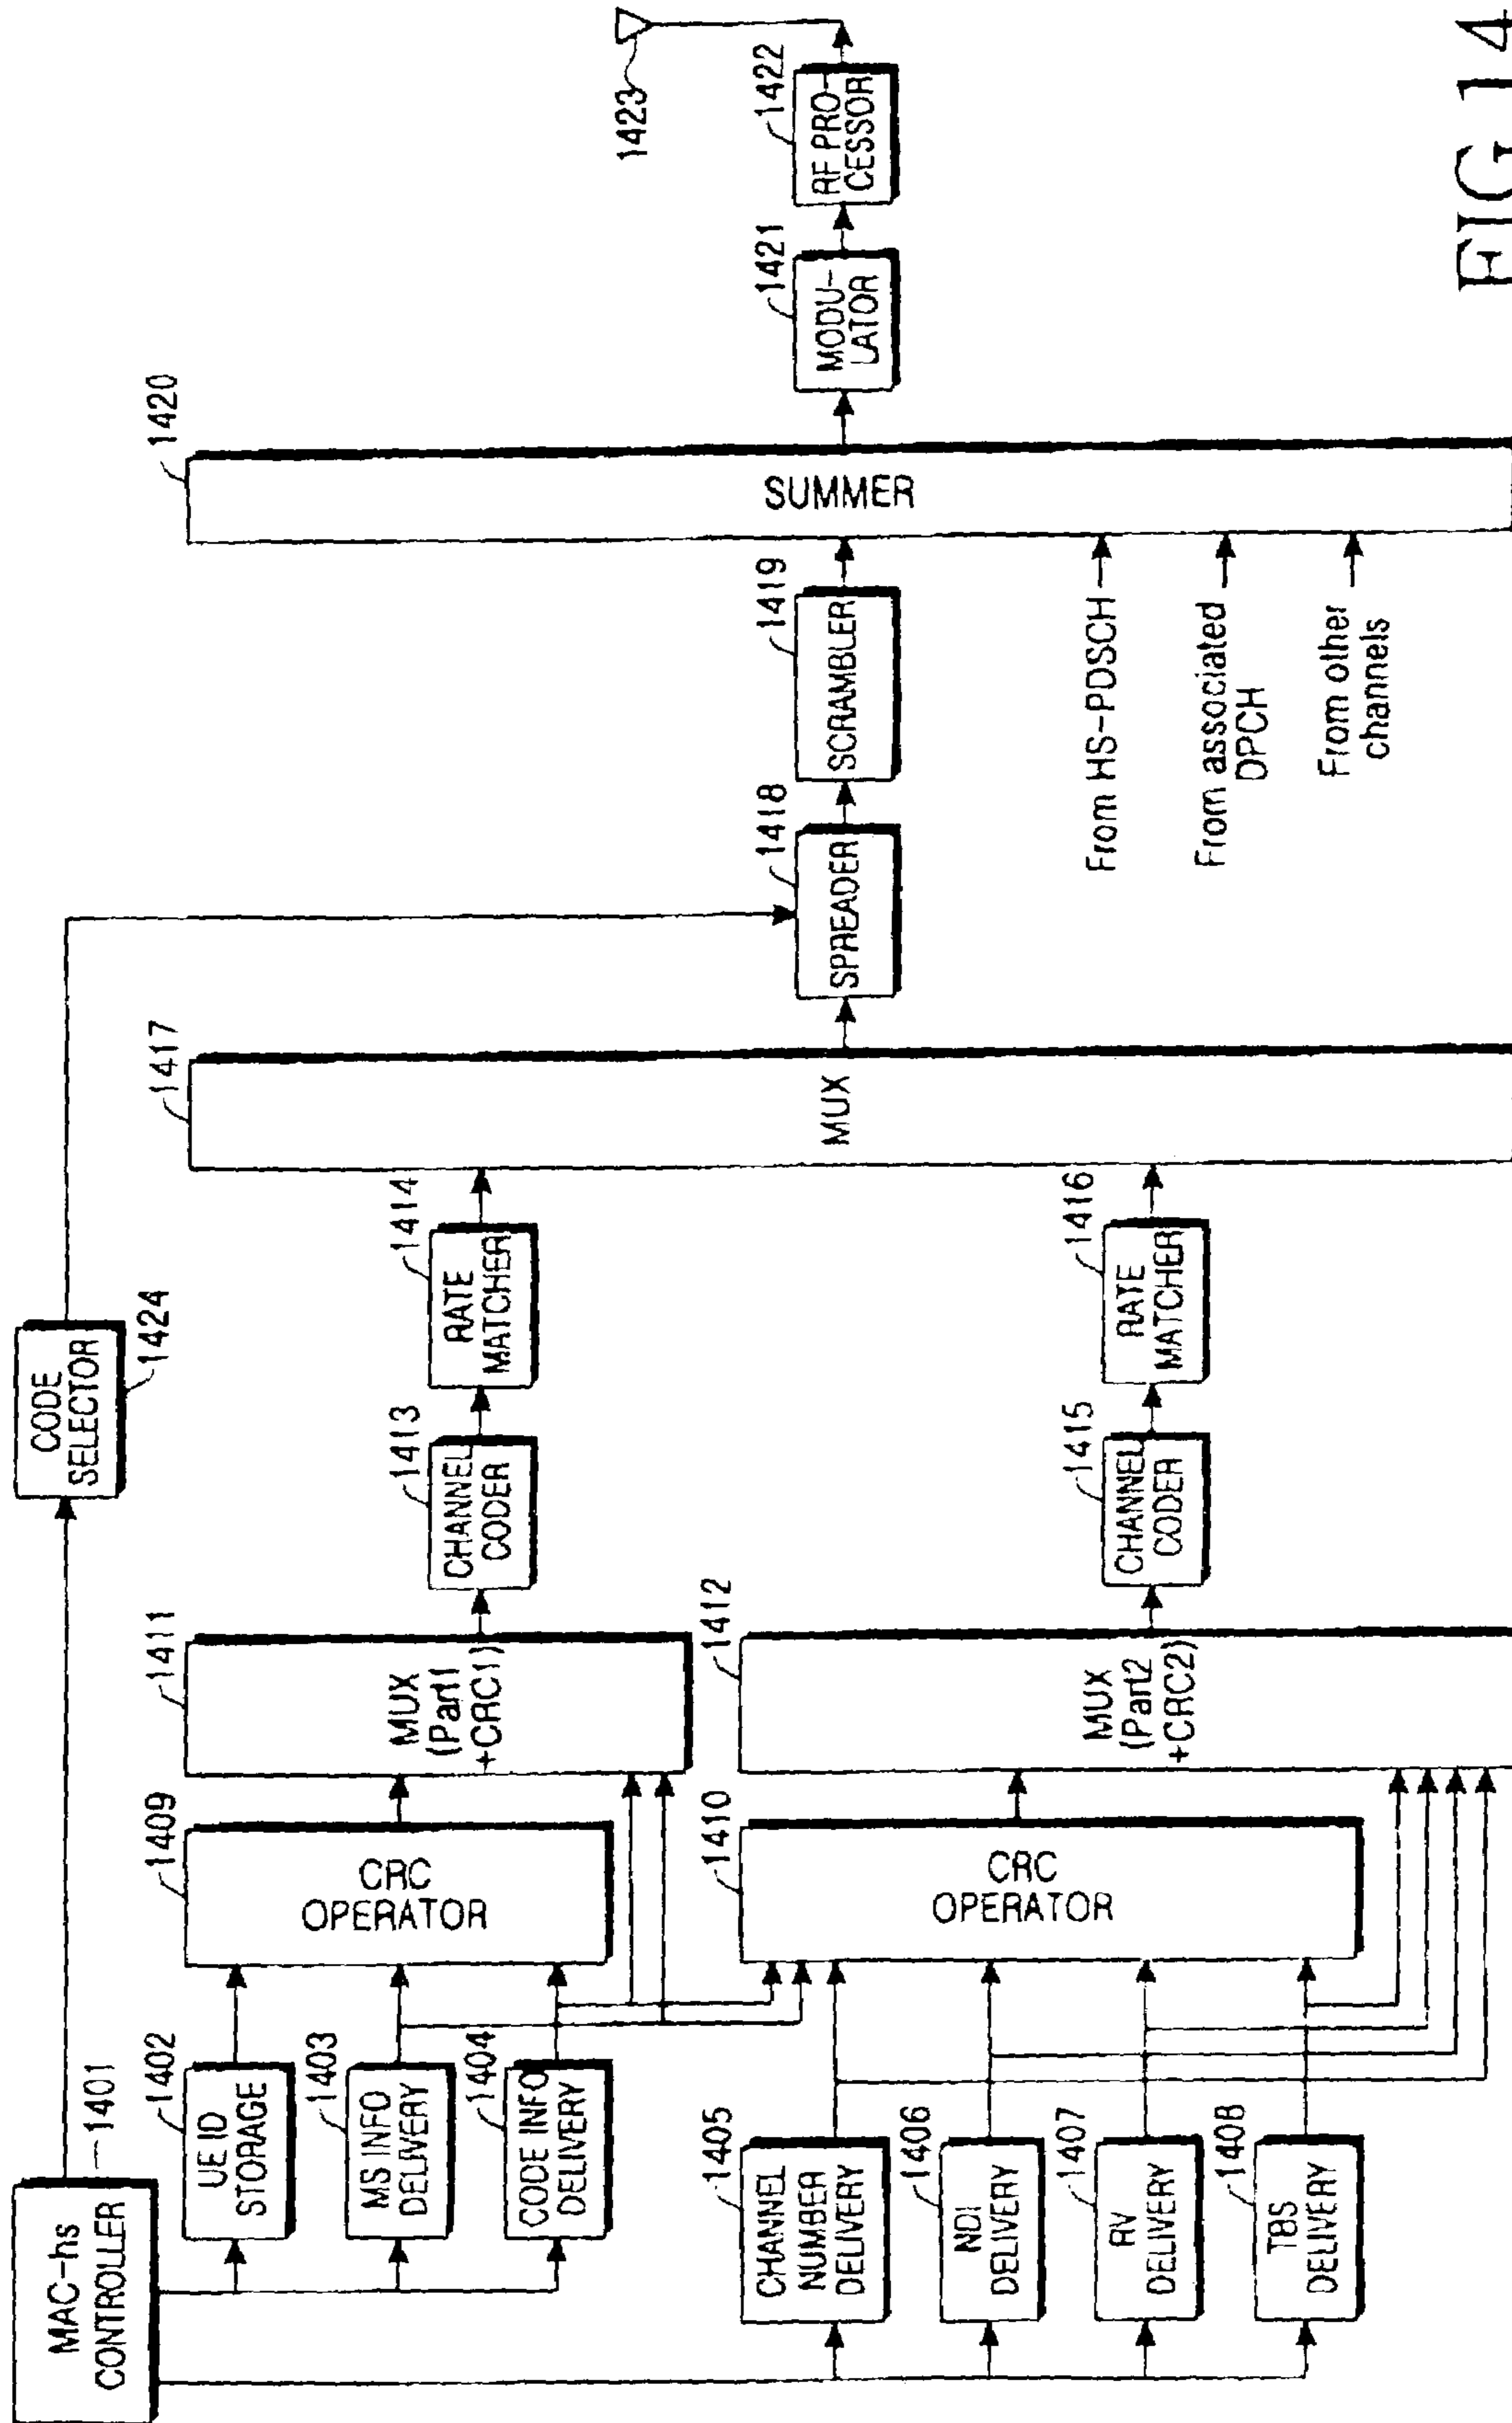 MAC-hs
CONTROLLER
1401
CODE
SELECTOR
1424
UE ID
STORAGE
1402
MS INFO
DELIVERY
1403
CODE INFO
DELIVERY
1404
CHANNEL
NUMBER
DELIVERY
1405
NDI
DELIVERY
1406
RV
DELIVERY
1407
TBS
DELIVERY
1408
CRC
OPERATOR
1409
CRC
OPERATOR
1410
MUX
(Part1
+CRC1)
1411
MUX
(Part2
+CRC2)
1412
CHANNEL
CODER
1413
RATE
MATCHER
1414
CHANNEL
CODER
1415
RATE
MATCHER
1416
MUX
1417
SPREADER
1418
SCRAMBLER
1419
From HS-PDSCH
From associated
DPCH
From other
channels
SUMMER
1420
MODU-
LATOR
1421
RF PRO-
CESSOR
1422
1423
FIG.14